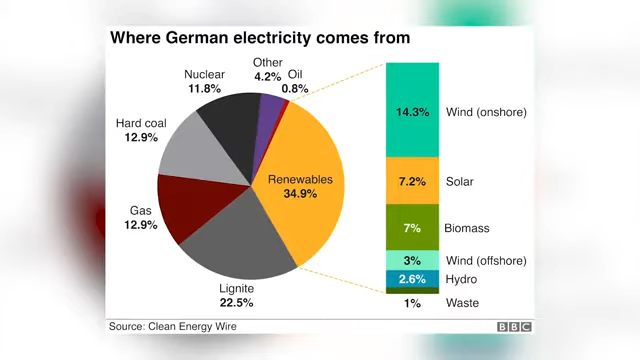 Where German electricity comes from
Other
4.2%
Oil
0.8%
Nuclear
11.8%
Hard coal
12.9%
Gas
12.9%
Lignite
22.5%
Renewables
34.9%
14.3%
Wind (onshore)
7.2%
Solar
7%
Biomass
3%
Wind (offshore)
2.6%
Hydro
1%
Waste
Source: Clean Energy Wire
BBC